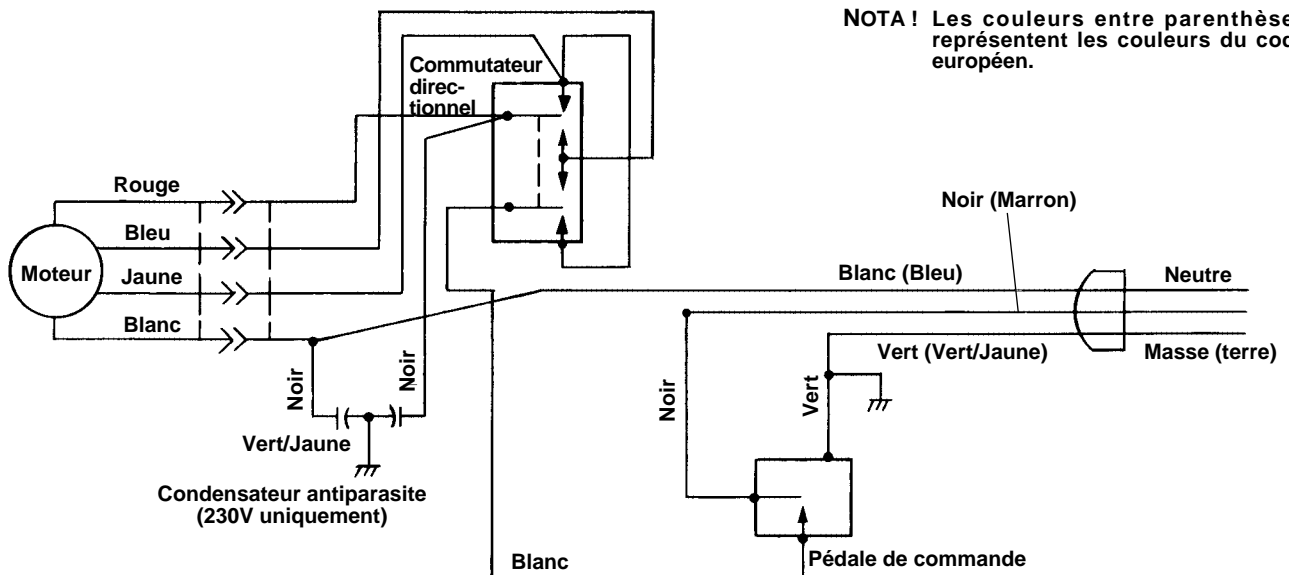 NOTA ! Les couleurs entre parenthèse
représentent les couleurs du co
européen.
Commutateur
direc-
tionnel
Rouge
Bleu
Moteur
Jaune
Blanc
Noir (Marron)
Blanc (Bleu)
Neutre
Vert (Vert/Jaune)
Masse (terre)
Noir
Noir
Noir
Vert
Vert/Jaune
Condensateur antiparasite
(230V uniquement)
Blanc
Pédale de commande